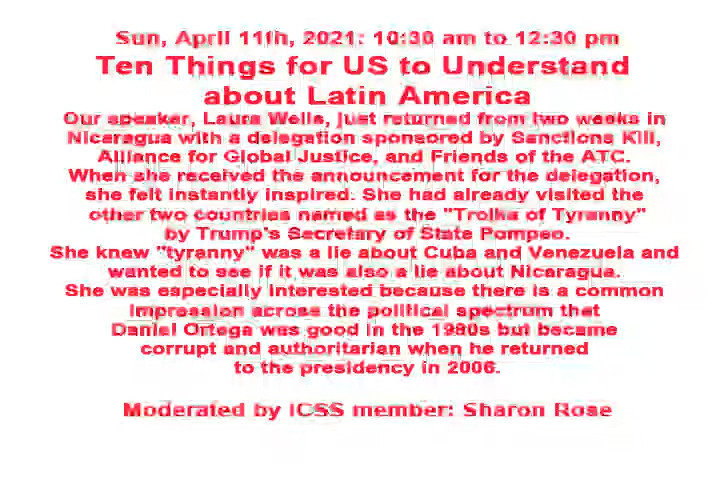 Sun, April 11th, 2021: 10:30 am to 12:30 pm
Ten Things for US to Understand
about Latin America
Our speaker, Laura Wells, just returned from two weeks in
Nicaragua with a delegation sponsored by Sanctions Kill,
Alliance for Global Justice, and Friends of the ATC.
When she received the announcement for the delegation,
she felt instantly inspired. She had already visited the
other two countries named as the "Troika of Tyranny"
by Trump's Secretary of State Pompeo.
She knew "tyranny" was a lie about Cuba and Venezuela and
wanted to see if it was also a lie about Nicaragua.
She was especially interested because there is a common
impression across the political spectrum that
Daniel Ortega was good in the 1980s but became
corrupt and authoritarian when he returned
to the presidency in 2006.
Moderated by ICSS member: Sharon Rose